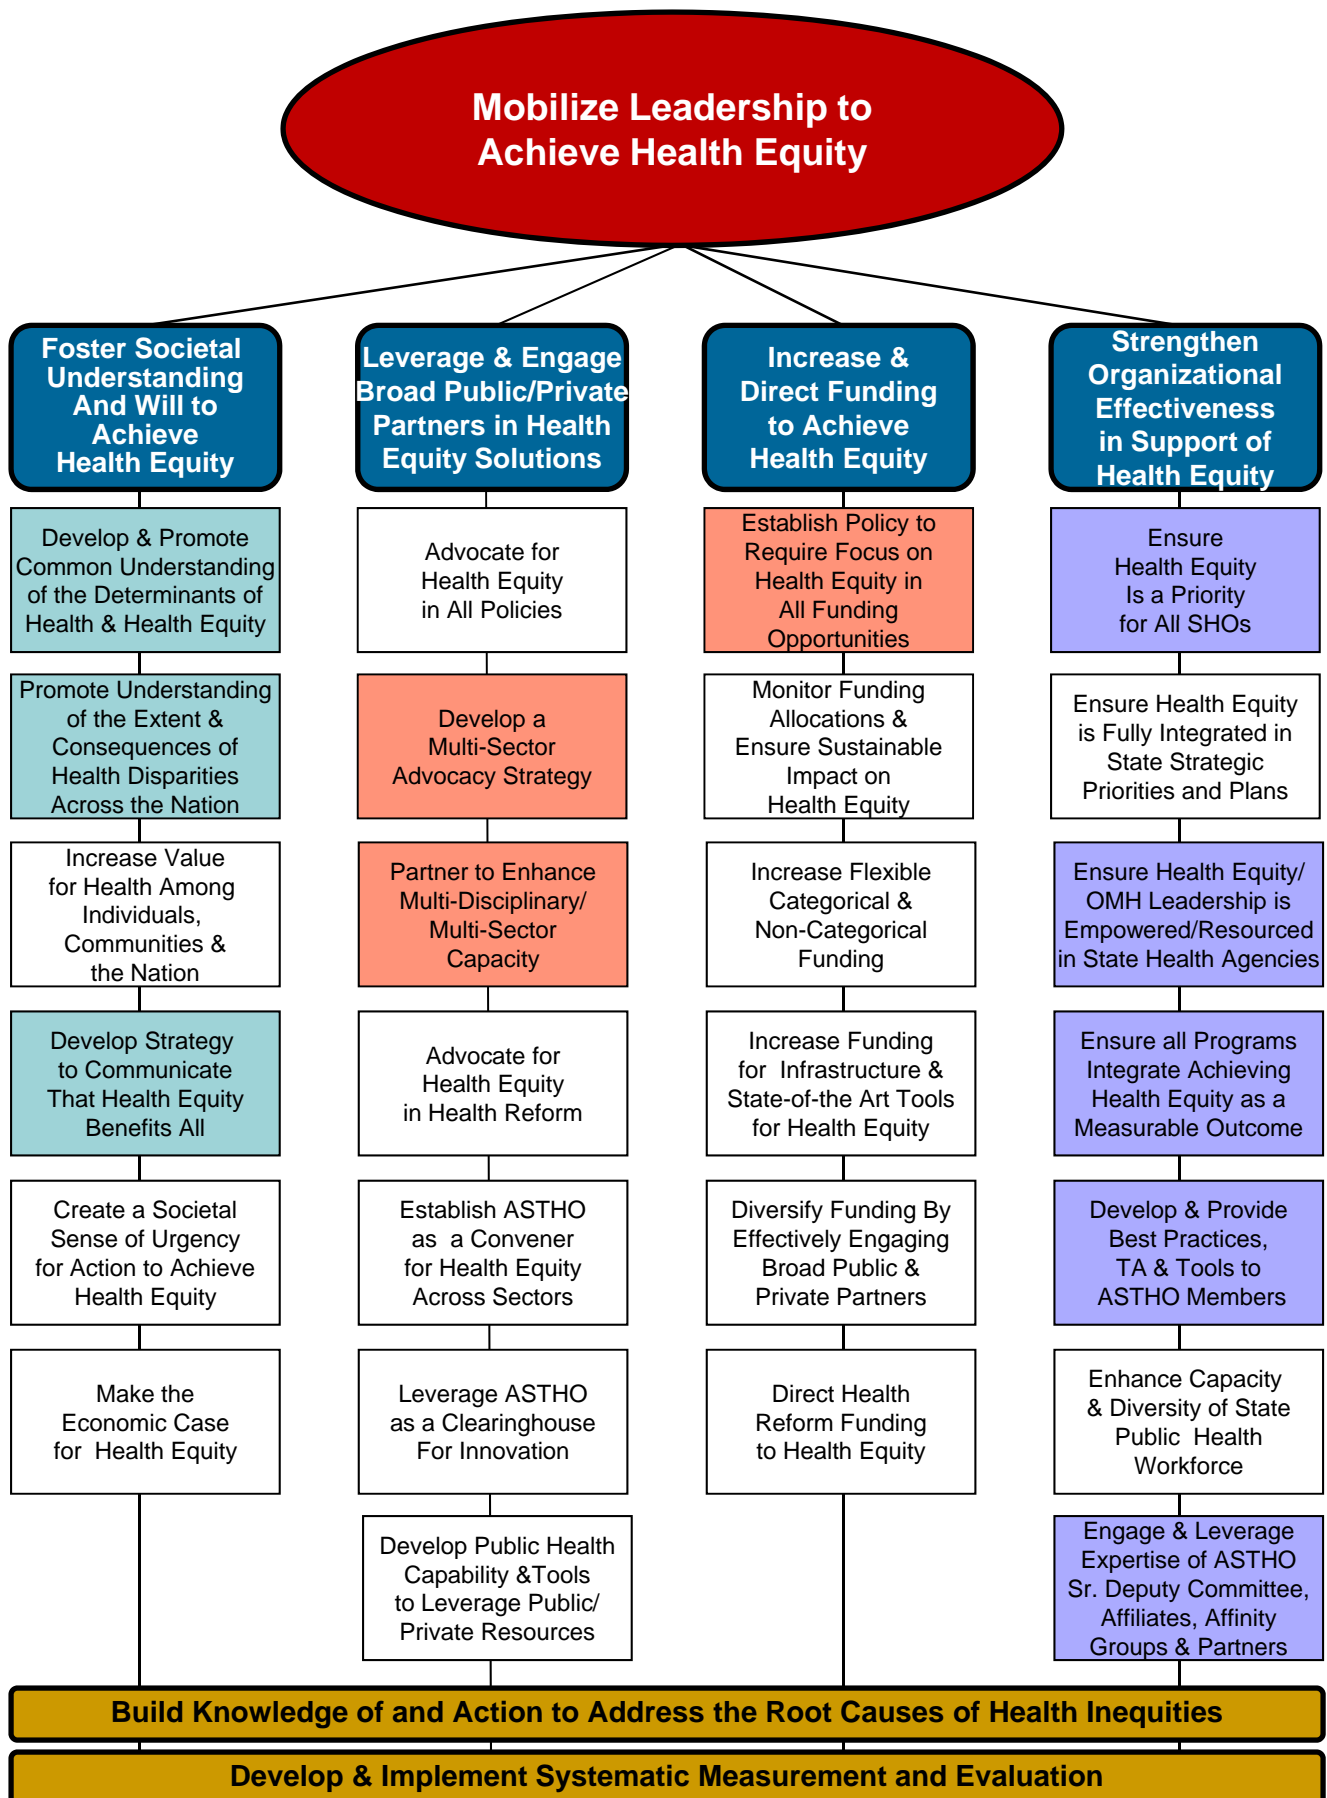 Mobilize Leadership to
Achieve Health Equity
Foster Societal
Understanding
And Will to
Achieve
Health Equity
Leverage & Engage
Broad Public/Private
Partners in Health
Equity Solutions
Increase &
Direct Funding
to Achieve
Health Equity
Strengthen
Organizational
Effectiveness
in Support of
Health Equity
Develop & Promote
Common Understanding
of the Determinants of
Health & Health Equity
Advocate for
Health Equity
in All Policies
Establish Policy to
Require Focus on
Health Equity in
All Funding
Opportunities
Ensure
Health Equity
Is a Priority
for All SHOs
Promote Understanding
of the Extent &
Consequences of
Health Disparities
Across the Nation
Develop a
Multi-Sector
Advocacy Strategy
Monitor Funding
Allocations &
Ensure Sustainable
Impact on
Health Equity
Ensure Health Equity
is Fully Integrated in
State Strategic
Priorities and Plans
Increase Value
for Health Among
Individuals,
Communities &
the Nation
Partner to Enhance
Multi-Disciplinary/
Multi-Sector
Capacity
Increase Flexible
Categorical &
Non-Categorical
Funding
Ensure Health Equity/
OMH Leadership is
Empowered/Resourced
in State Health Agencies
Develop Strategy
to Communicate
That Health Equity
Benefits All
Advocate for
Health Equity
in Health Reform
Increase Funding
for Infrastructure &
State-of-the Art Tools
for Health Equity
Ensure all Programs
Integrate Achieving
Health Equity as a
Measurable Outcome
Create a Societal
Sense of Urgency
for Action to Achieve
Health Equity
Establish ASTHO
as a Convener
for Health Equity
Across Sectors
Diversify Funding By
Effectively Engaging
Broad Public &
Private Partners
Develop & Provide
Best Practices,
TA & Tools to
ASTHO Members
Make the
Economic Case
for Health Equity
Leverage ASTHO
as a Clearinghouse
For Innovation
Direct Health
Reform Funding
to Health Equity
Enhance Capacity
& Diversity of State
Public Health
Workforce
Develop Public Health
Capability &Tools
to Leverage Public/
Private Resources
Engage & Leverage
Expertise of ASTHO
Sr. Deputy Committee,
Affiliates, Affinity
Groups & Partners
Build Knowledge of and Action to Address the Root Causes of Health Inequities
Develop & Implement Systematic Measurement and Evaluation